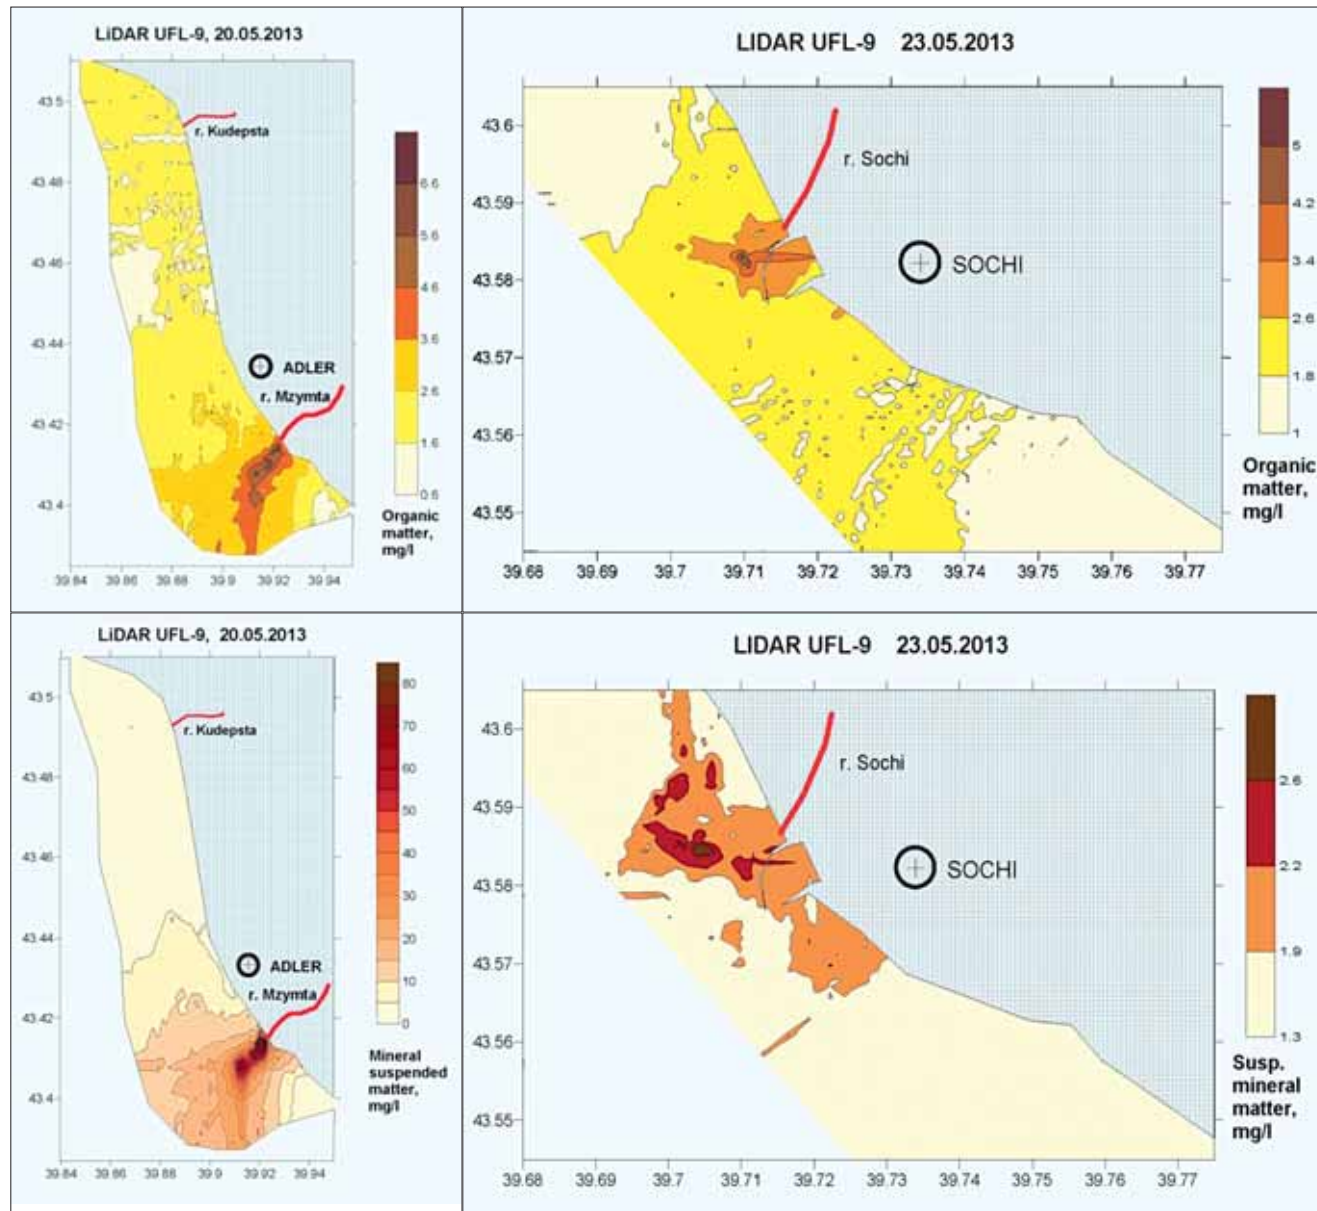 LiDAR UFL-9, 20.05.2013
43.5
43.48
43.46
43.44
43.42
43.4
r. Kudepsta
ADLER
r. Mzymta
6.6
5.6
4.6
3.6
2.6
1.6
0.6
Organic
matter,
mg/l
39.84 39.86 39.88 39.9 39.92 39.94
LIDAR UFL-9 23.05.2013
43.6
43.59
43.58
43.57
43.56
43.55
r. Sochi
SOCHI
5
4.2
3.4
2.6
1.8
1
Organic
matter,
mg/l
39.68 39.69 39.7 39.71 39.72 39.73 39.74 39.75 39.76 39.77
LiDAR UFL-9, 20.05.2013
43.5
43.48
43.46
43.44
43.42
43.4
r. Kudepsta
ADLER
r. Mzymta
80
70
60
50
40
30
20
10
0
Mineral
suspended
matter,
mg/l
39.84 39.86 39.88 39.9 39.92 39.94
LIDAR UFL-9 23.05.2013
43.6
43.59
43.58
43.57
43.56
43.55
r. Sochi
SOCHI
2.6
2.2
1.9
1.3
Susp.
mineral
matter,
mg/l
39.68 39.69 39.7 39.71 39.72 39.73 39.74 39.75 39.76 39.77